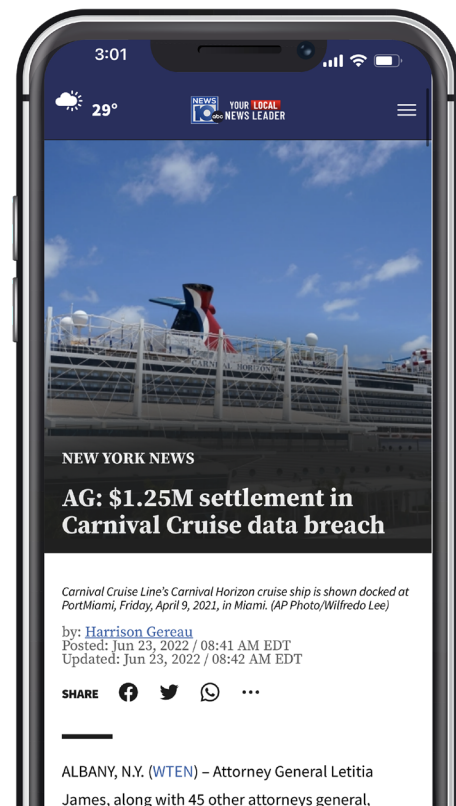 3:01
29°
NEWS
10 abc
YOUR LOCAL
NEWS LEADER
CARNIVAL HORIZON
NEW YORK NEWS
AG: $1.25M settlement in
Carnival Cruise data breach
Carnival Cruise Line's Carnival Horizon cruise ship is shown docked at
PortMiami, Friday, April 9, 2021, in Miami. (AP Photo/Wilfredo Lee)
by: Harrison Gereau
Posted: Jun 23, 2022 / 08:41 AM EDT
Updated: Jun 23, 2022 / 08:42 AM EDT
SHARE
ALBANY, N.Y. (WTEN) – Attorney General Letitia
James, along with 45 other attorneys general,